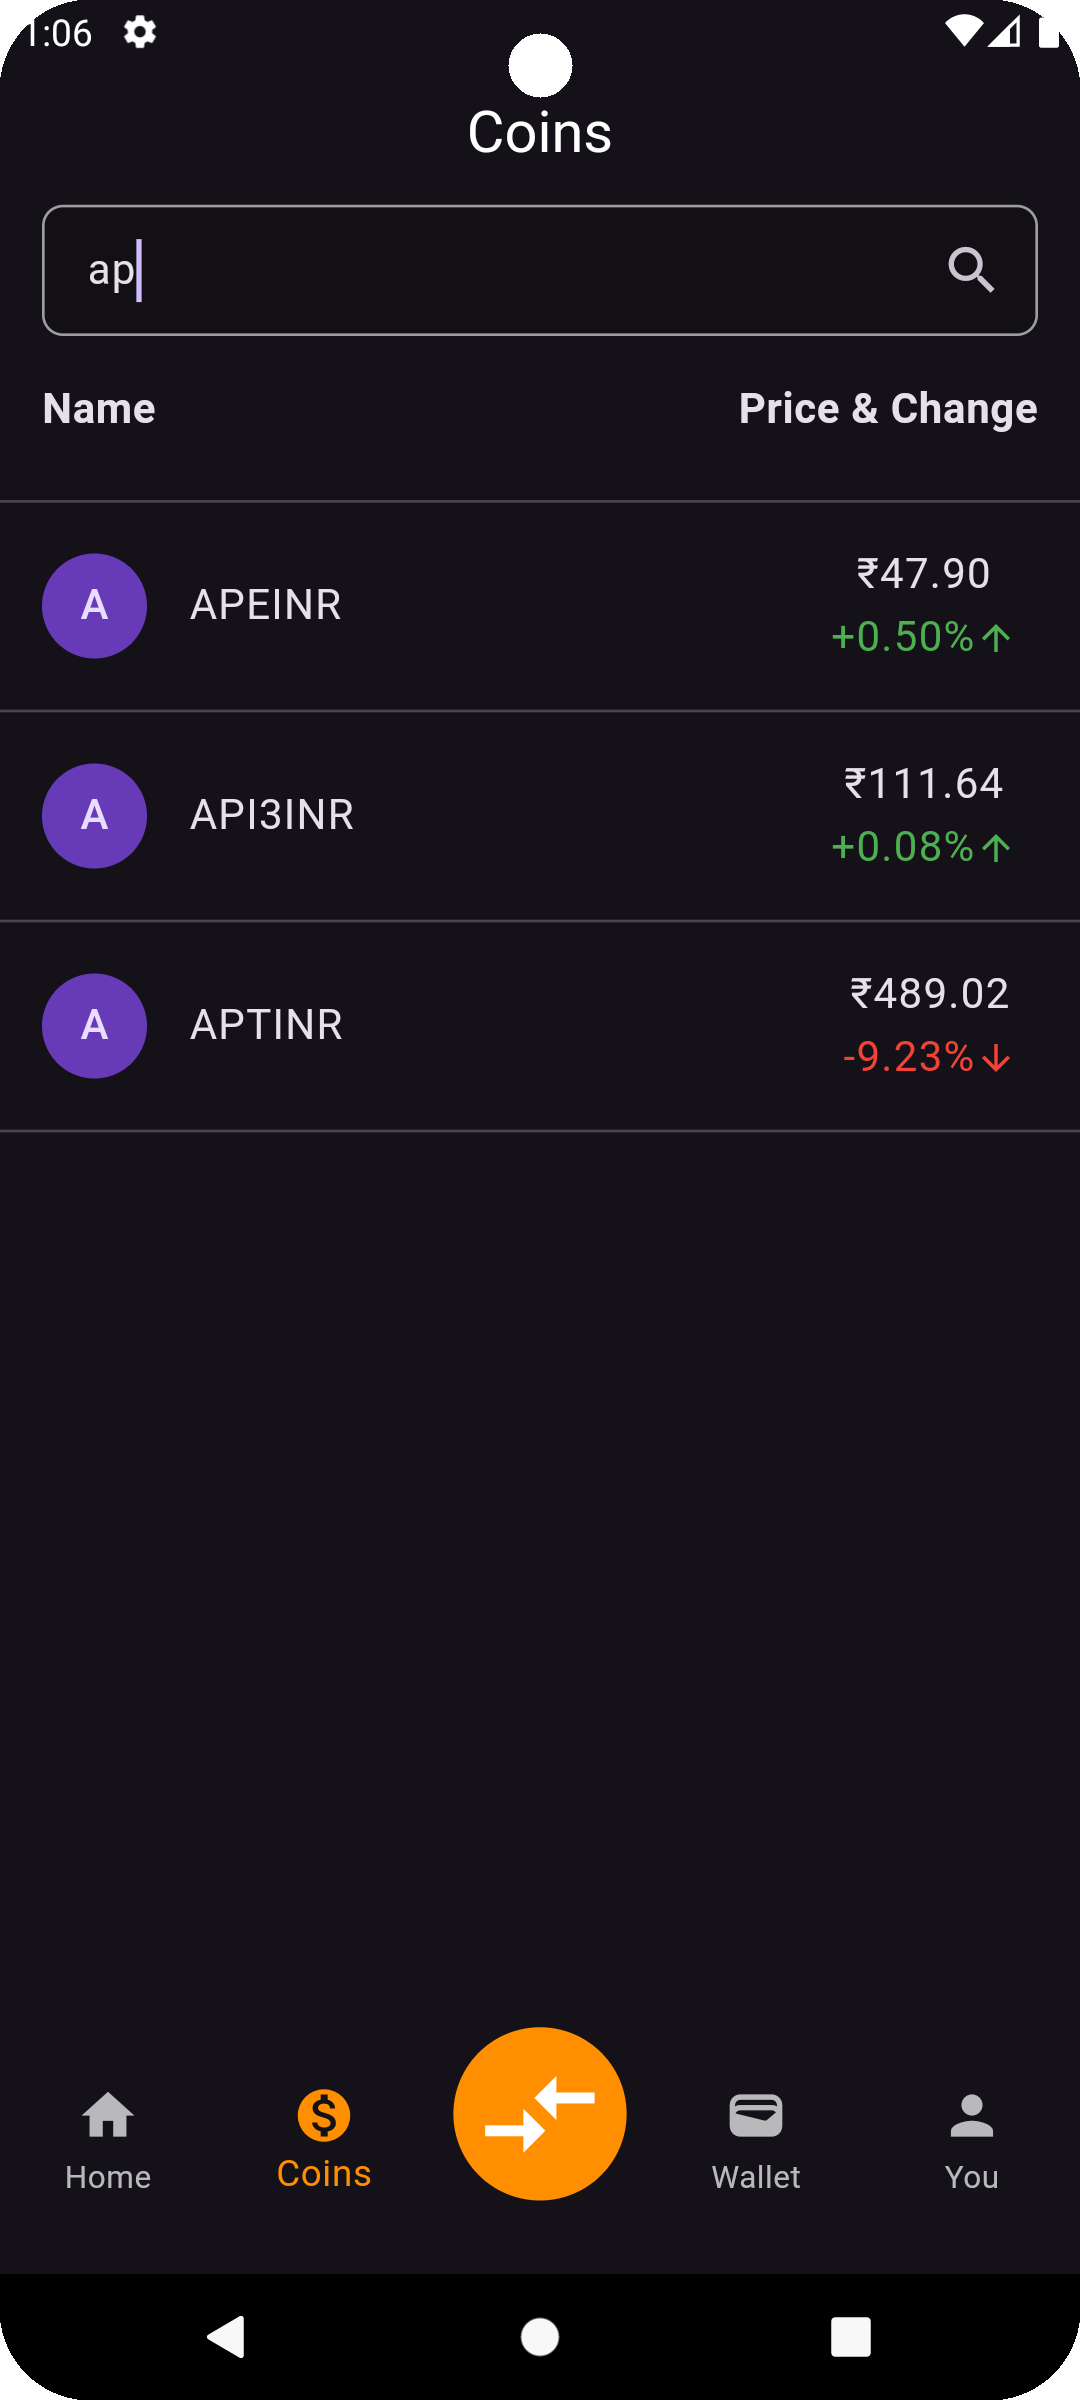 1:06
Coins
ap
Name
Price & Change
A
APEINR
₹47.90
+0.50%
A
API3INR
₹111.64
+0.08%
A
APTINR
₹489.02
-9.23%
Home
Coins
Wallet
You